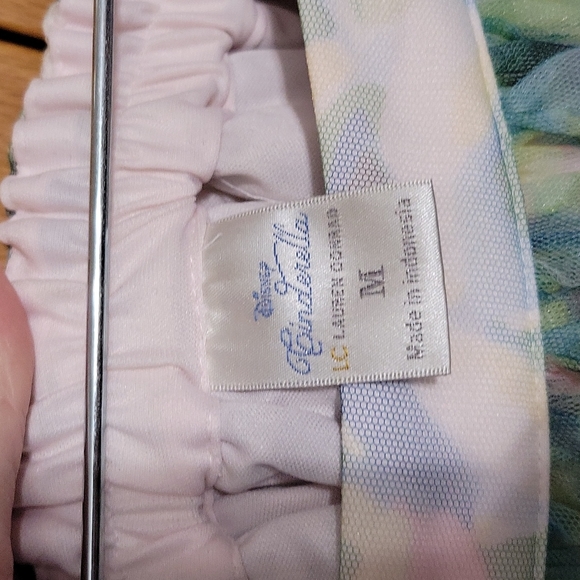 Disney
Cinderella
LC LAUREN CONRAD
M
Made in Indonesia